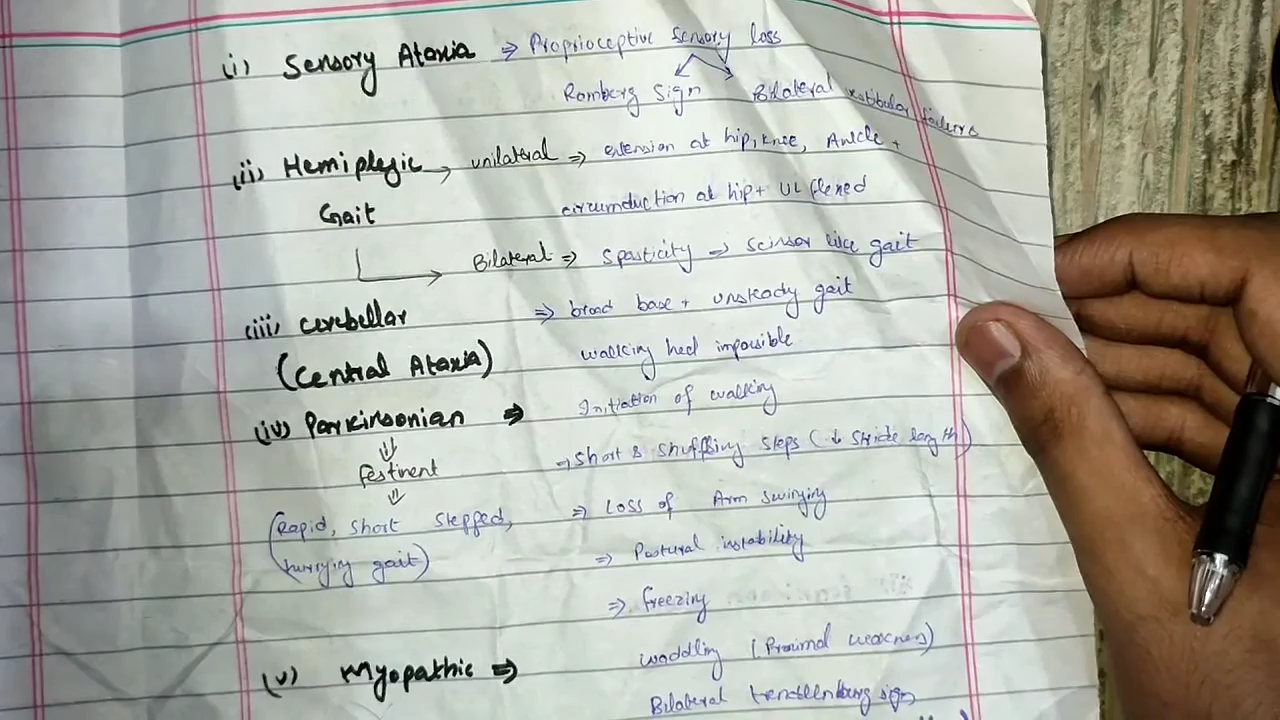 (i) Sensory Ataxia ⇒ Proprioceptive sensory loss
Romberg Sign Bilateral vestibular failure
(ii) Hemiplegic → unilateral ⇒ extension at hip, knee, Ankle +
Gait circumduction at hip + UL flexed
Bilateral ⇒ Spasticity → Scissor like gait
(iii) Cerebellar ⇒ broad base + unsteady gait
(Central Ataxia) walking heel impossible
(iv) Parkinsonian ⇒ Initiation of walking
⇓
festinent → Short & Shuffling steps (↓ Stride length)
⇓
(Rapid, Short stepped, ⇒ Loss of Arm swinging
hurrying gait) ⇒ Postural instability
⇒ freezing
(v) Myopathic ⇒ waddling (Proximal weakness)
Bilateral trendelenburg sign